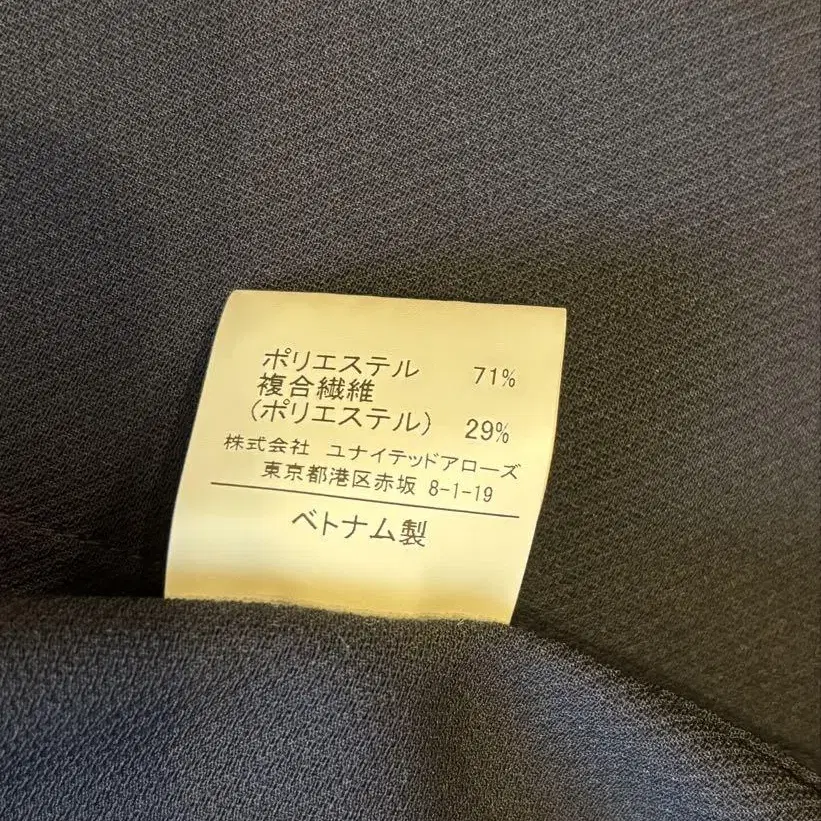 ポリエステル 71%
複合繊維
(ポリエステル) 29%
株式会社 ユナイテッドアローズ
東京都港区赤坂 8-1-19
ベトナム製